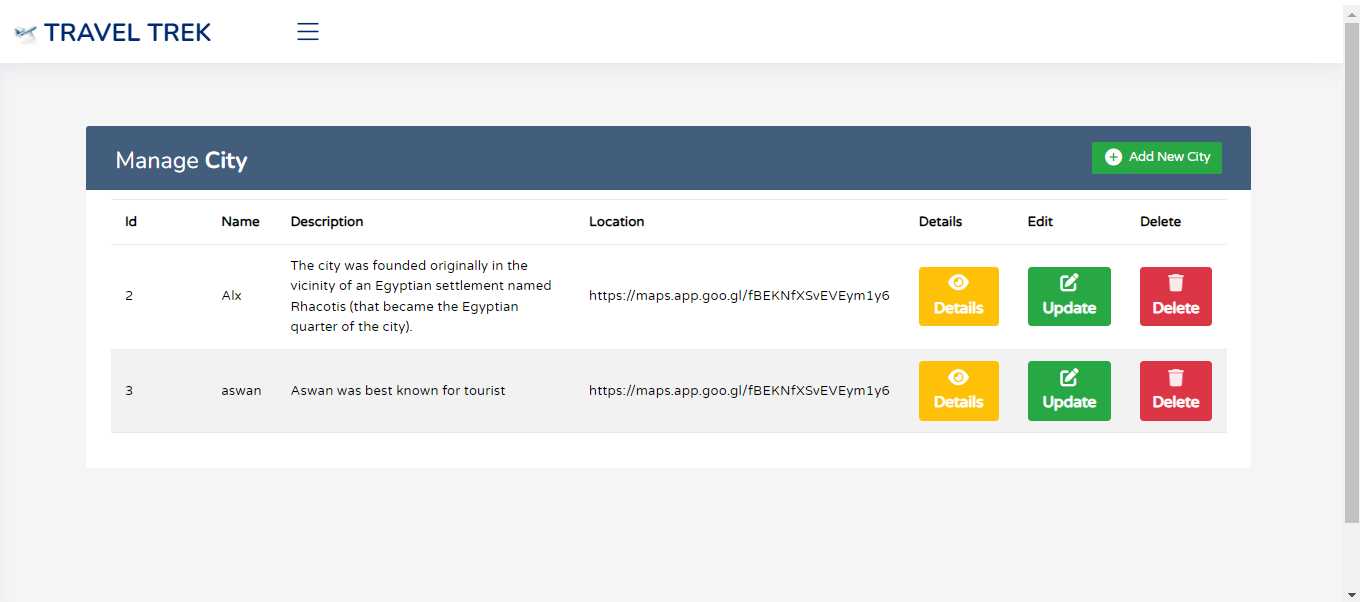 TRAVEL TREK
Manage City
Add New City
Id Name Description Location Details Edit Delete
The city was founded originally in the
vicinity of an Egyptian settlement named
Rhacotis (that became the Egyptian
quarter of the city).
2 Alx https://maps.app.goo.gl/fBEKNfXSvEVEym1y6
Details Update Delete
3 aswan Aswan was best known for tourist https://maps.app.goo.gl/fBEKNfXSvEVEym1y6
Details Update Delete